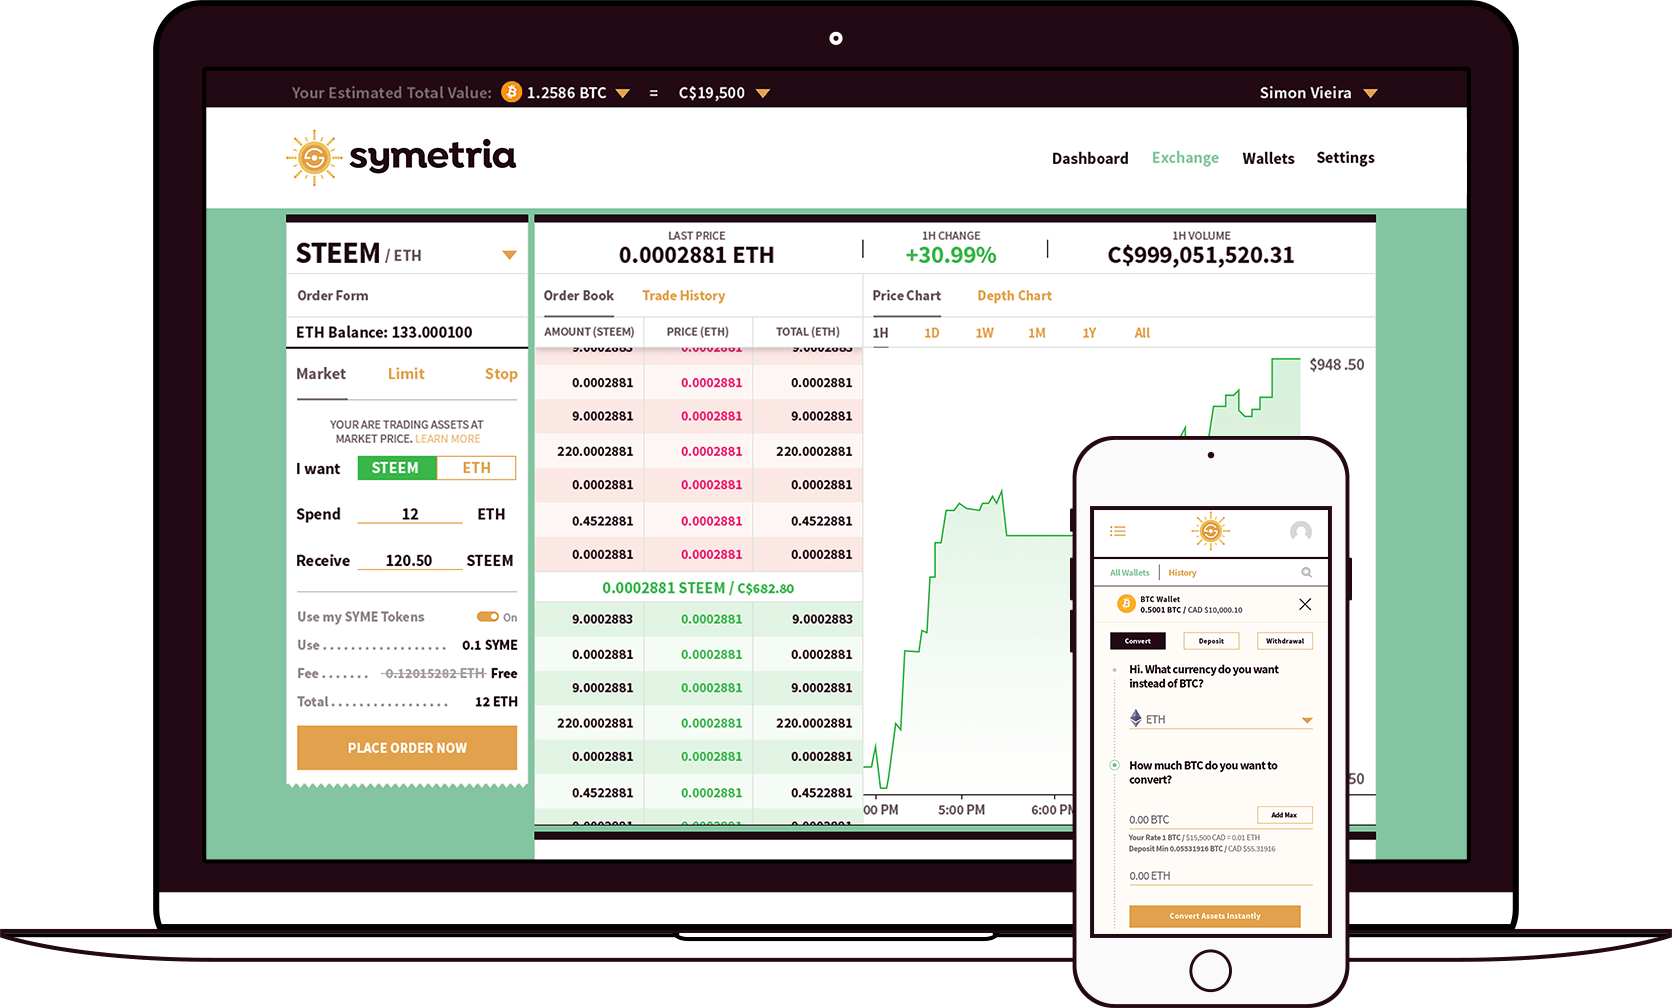 Your Estimated Total Value: 1.2586 BTC = C$19,500 Simon Vieira
symetria
Dashboard Exchange Wallets Settings
STEEM / ETH
Order Form
ETH Balance: 133.000100
Market Limit Stop
YOUR ARE TRADING ASSETS AT
MARKET PRICE. LEARN MORE
I want STEEM ETH
Spend 12 ETH
Receive 120.50 STEEM
Use my SYME Tokens On
Use .................. 0.1 SYME
Fee ....... 0.12015282 ETH Free
Total ................. 12 ETH
PLACE ORDER NOW
LAST PRICE
0.0002881 ETH
1H CHANGE
+30.99%
1H VOLUME
C$999,051,520.31
Order Book Trade History
AMOUNT (STEEM) PRICE (ETH) TOTAL (ETH)
9.0002883 0.0002881 9.0002883
0.0002881 0.0002881 0.0002881
9.0002881 0.0002881 9.0002881
220.0002881 0.0002881 220.0002881
0.0002881 0.0002881 0.0002881
0.4522881 0.0002881 0.4522881
0.0002881 0.0002881 0.0002881
0.0002881 STEEM / C$682.80
9.0002883 0.0002881 9.0002883
0.0002881 0.0002881 0.0002881
9.0002881 0.0002881 9.0002881
220.0002881 0.0002881 220.0002881
0.0002881 0.0002881 0.0002881
0.4522881 0.0002881 0.4522881
Price Chart Depth Chart
1H 1D 1W 1M 1Y All
$948.50
50
00 PM 5:00 PM 6:00 PM
All Wallets History
BTC Wallet
0.5001 BTC / CAD $10,000.10
Convert Deposit Withdrawal
Hi. What currency do you want
instead of BTC?
ETH
How much BTC do you want to
convert?
0.00 BTC Add Max
Your Rate 1 BTC / $15,500 CAD = 0.01 ETH
Deposit Min 0.05531916 BTC / CAD $55.31916
0.00 ETH
Convert Assets Instantly